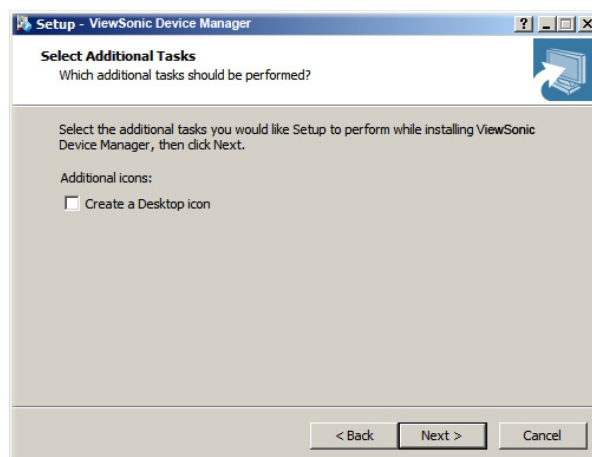 Setup - ViewSonic Device Manager
Select Additional Tasks
Which additional tasks should be performed?
Select the additional tasks you would like Setup to perform while installing ViewSonic
Device Manager, then click Next.
Additional icons:
Create a Desktop icon
< Back Next > Cancel